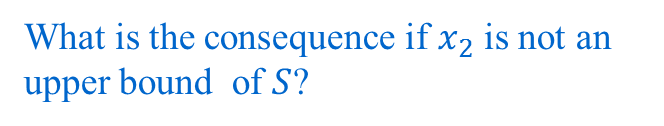 What is the consequence if x₂ is not an
upper bound of S?